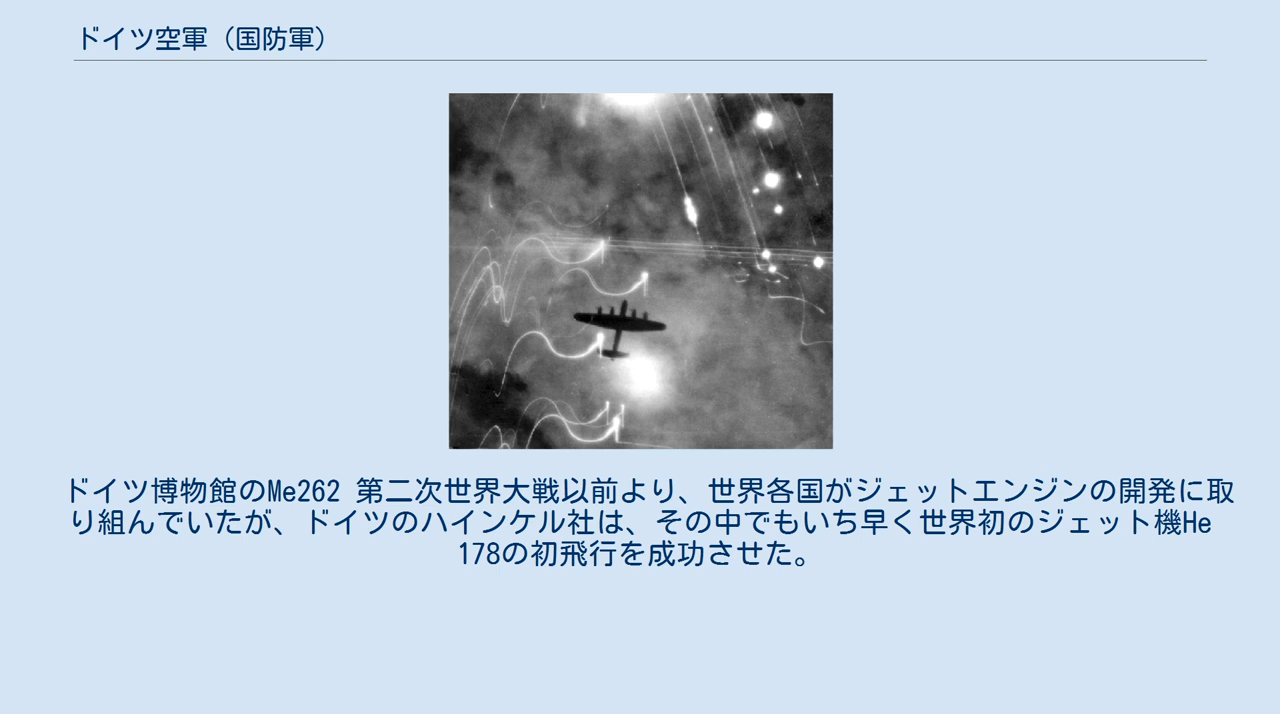 ドイツ空軍（国防軍）
ドイツ博物館のMe262 第二次世界大戦以前より、世界各国がジェットエンジンの開発に取
り組んでいたが、ドイツのハインケル社は、その中でもいち早く世界初のジェット機He
178の初飛行を成功させた。